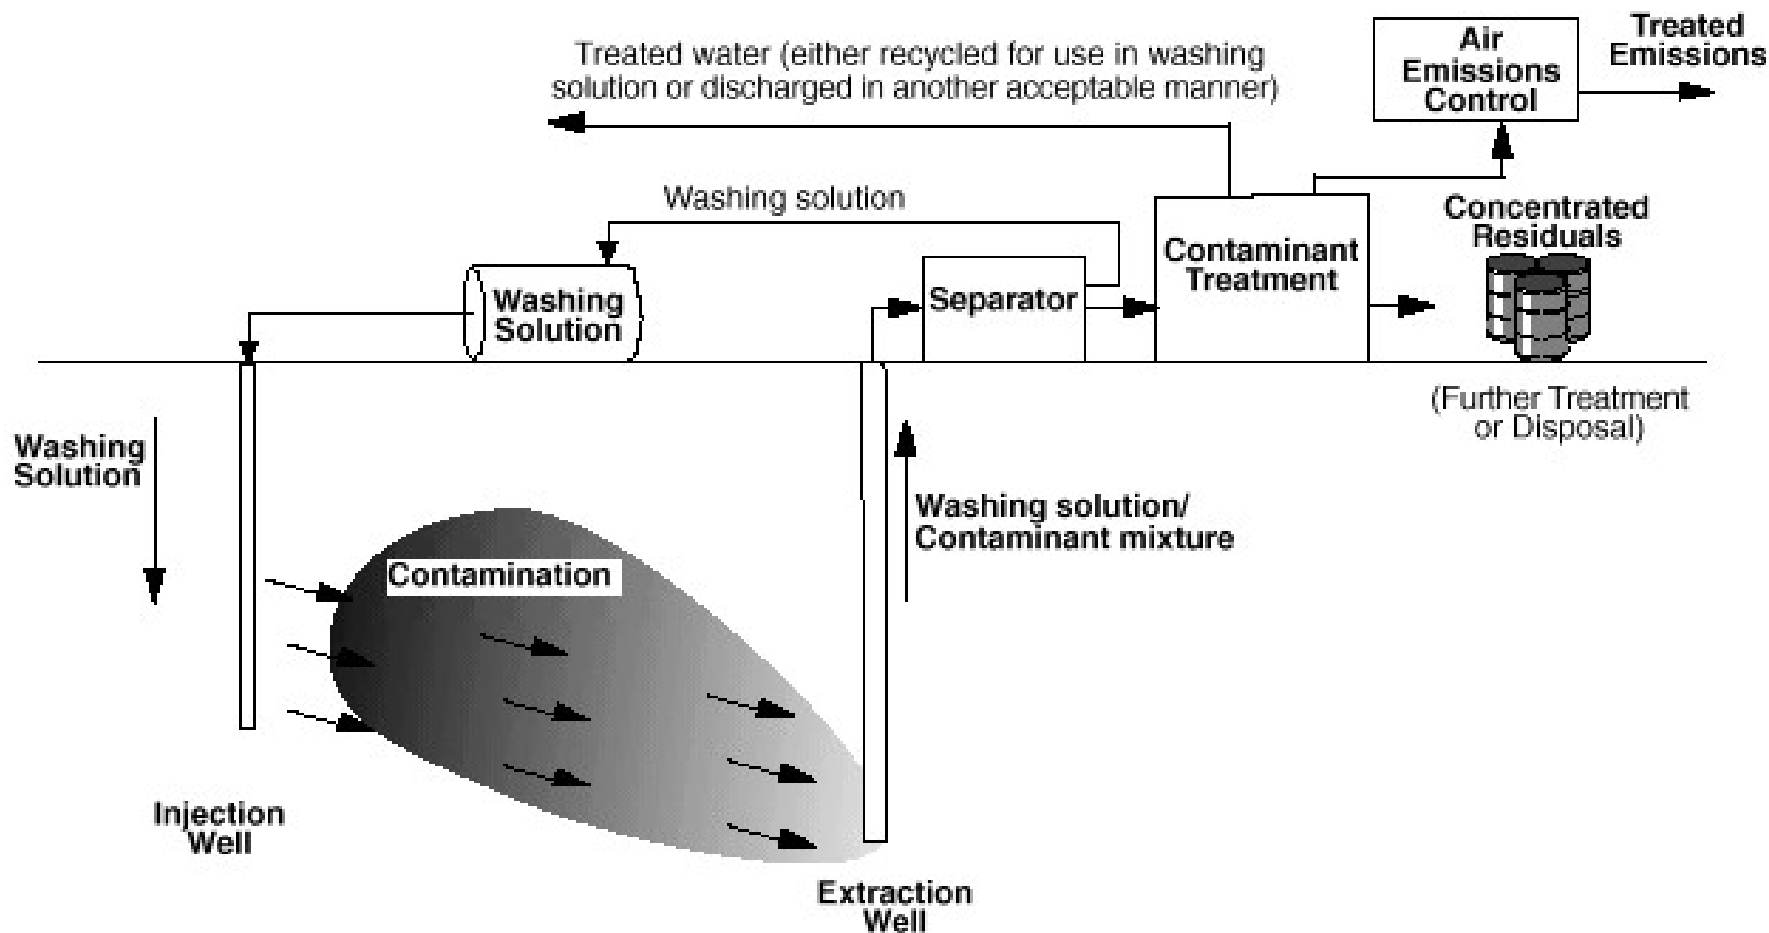 Treated water (either recycled for use in washing
solution or discharged in another acceptable manner)
Air
Emissions
Control
Treated
Emissions
Washing solution
Concentrated
Residuals
Contaminant
Treatment
Separator
Washing
Solution
(Further Treatment
or Disposal)
Washing
Solution
Washing solution/
Contaminant mixture
Contamination
Injection
Well
Extraction
Well